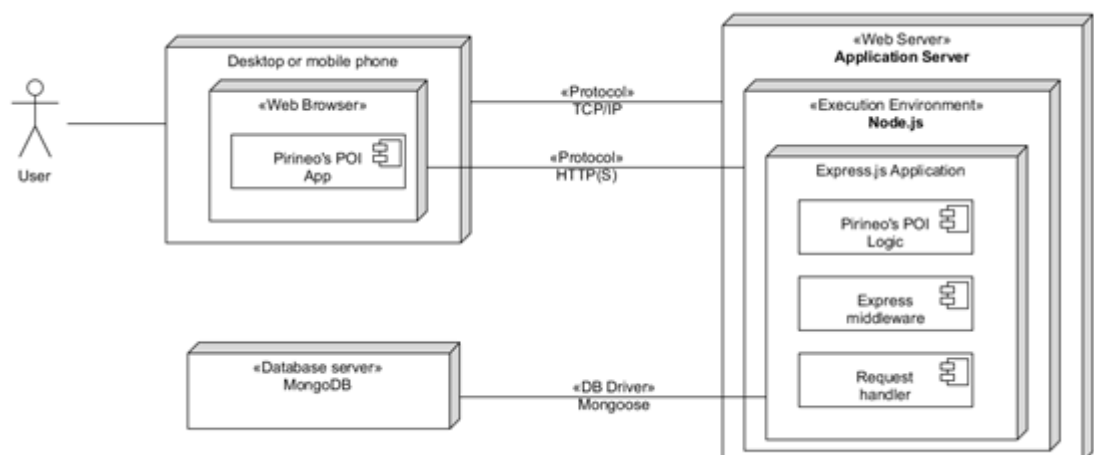 «Web Server»
Application Server
Desktop or mobile phone
«Web Browser»
Pirineo's POI
App
User
«Protocol»
TCP/IP
«Protocol»
HTTP(S)
«Execution Environment»
Node.js
Express.js Application
Pirineo's POI
Logic
Express
middleware
Request
handler
«Database server»
MongoDB
«DB Driver»
Mongoose